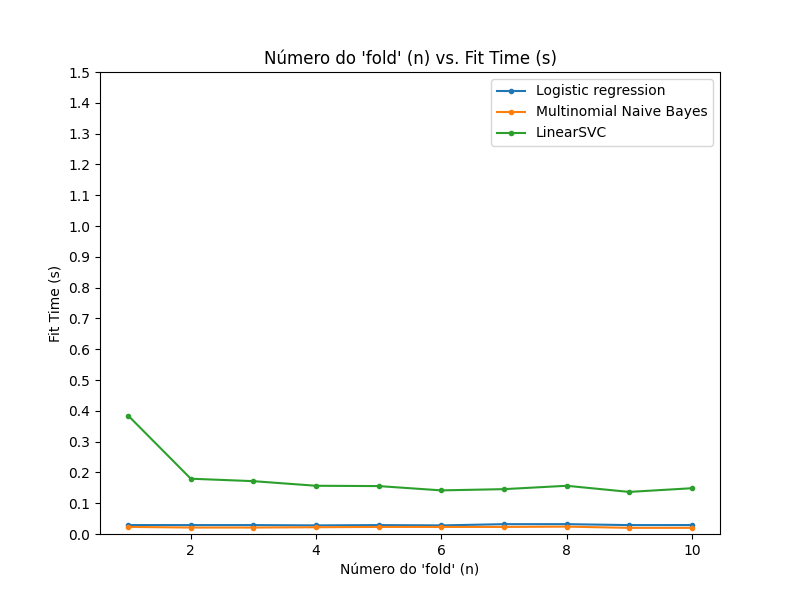 Número do 'fold' (n) vs. Fit Time (s)
Logistic regression
Multinomial Naive Bayes
LinearSVC
Fit Time (s)
1.5
1.4
1.3
1.2
1.1
1.0
0.9
0.8
0.7
0.6
0.5
0.4
0.3
0.2
0.1
0.0
2 4 6 8 10
Número do 'fold' (n)